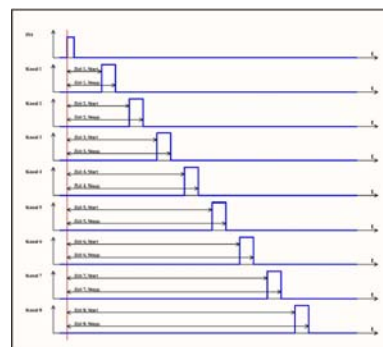 t
Kanal 1
Zeit 1, Start
t
Zeit 1, Stopp
Kanal 2
Zeit 2, Start
t
Zeit 2, Stopp
Kanal 3
Zeit 3, Start
t
Zeit 3, Stopp
Kanal 4
Zeit 4, Start
t
Zeit 4, Stopp
Kanal 5
Zeit 5, Start
t
Zeit 5, Stopp
Kanal 6
Zeit 6, Start
t
Zeit 6, Stopp
Kanal 7
Zeit 7, Start
t
Zeit 7, Stopp
Kanal 8
Zeit 8, Start
t
Zeit 8, Stopp